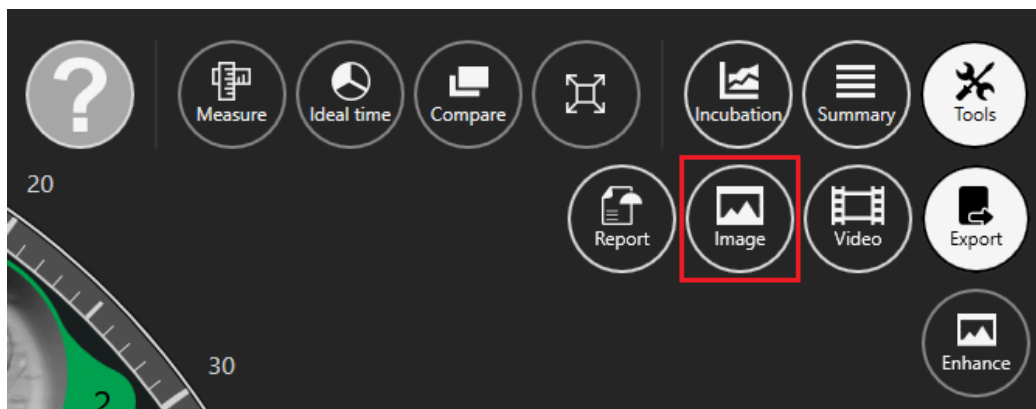 ?
Measure
Ideal time
Compare
Incubation
Summary
Tools
20
Report
Image
Video
Export
30
Enhance
2